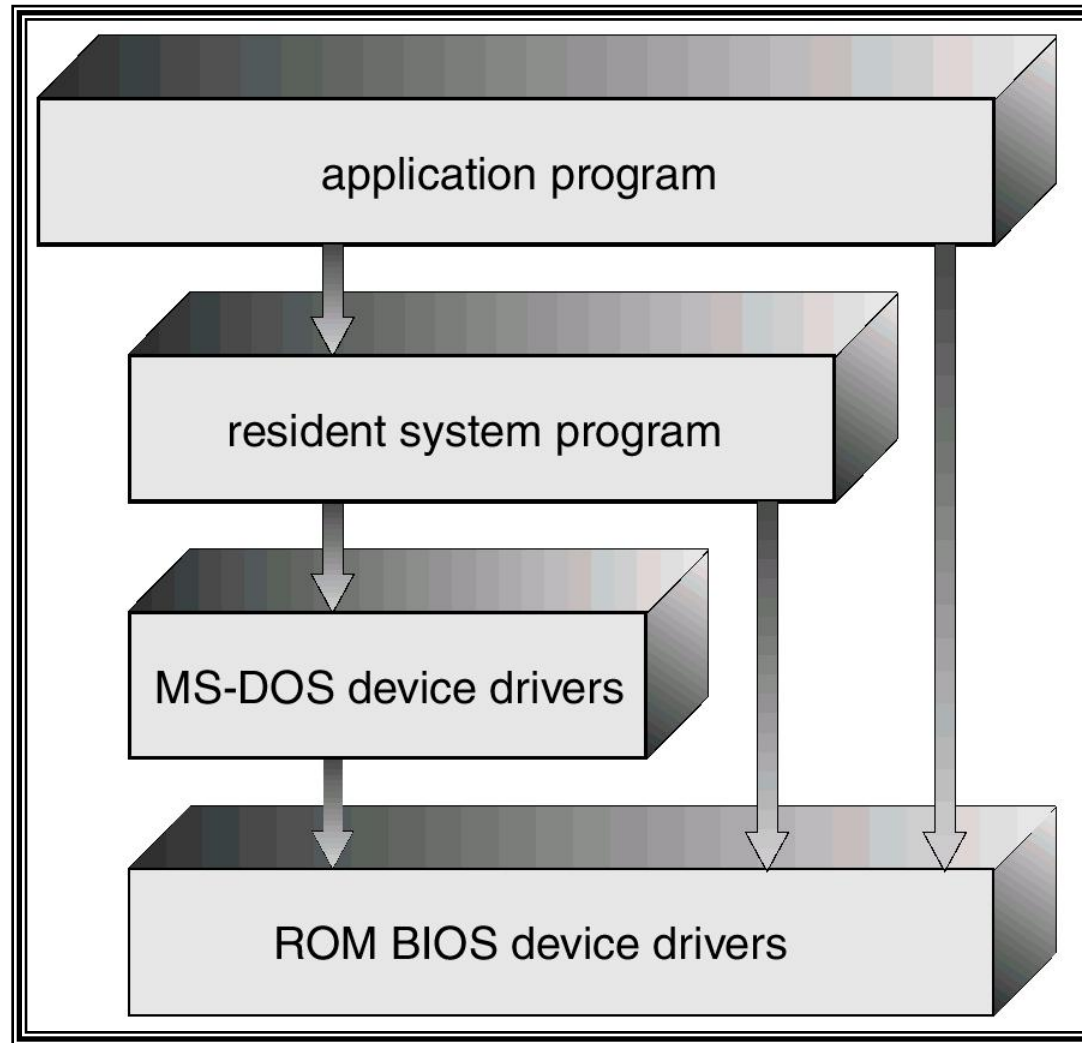 application program
resident system program
MS-DOS device drivers
ROM BIOS device drivers